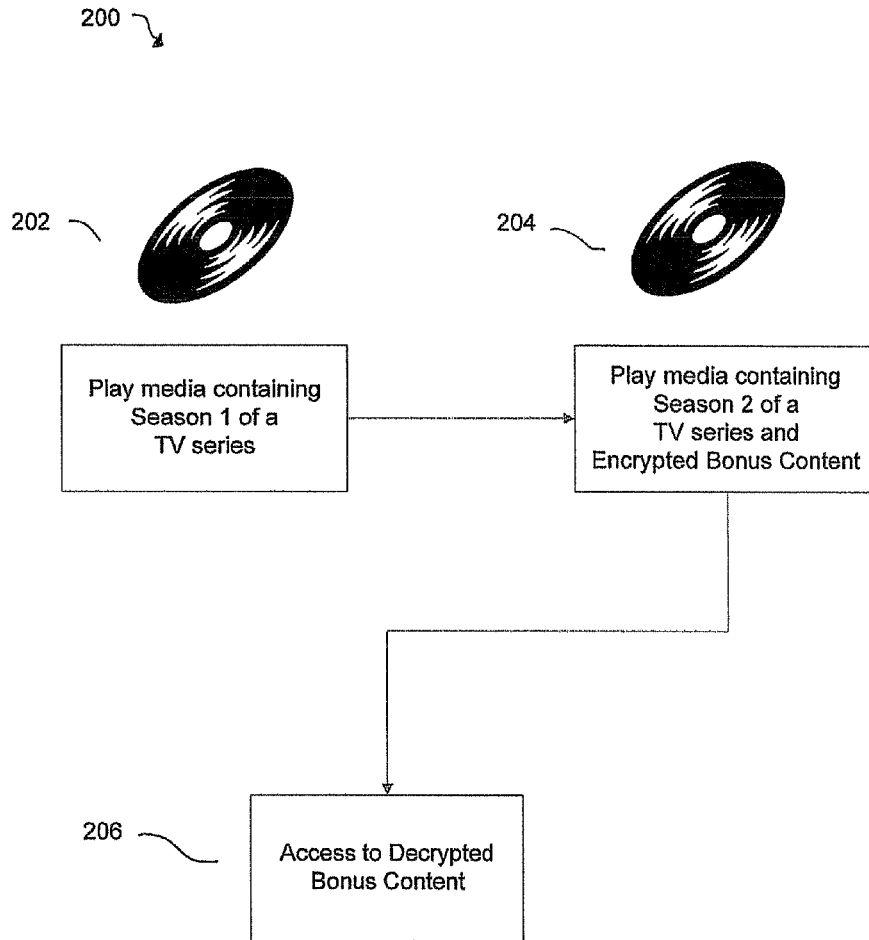 200
202
204
Play media containing
Season 1 of a
TV series
Play media containing
Season 2 of a
TV series and
Encrypted Bonus Content
206
Access to Decrypted
Bonus Content